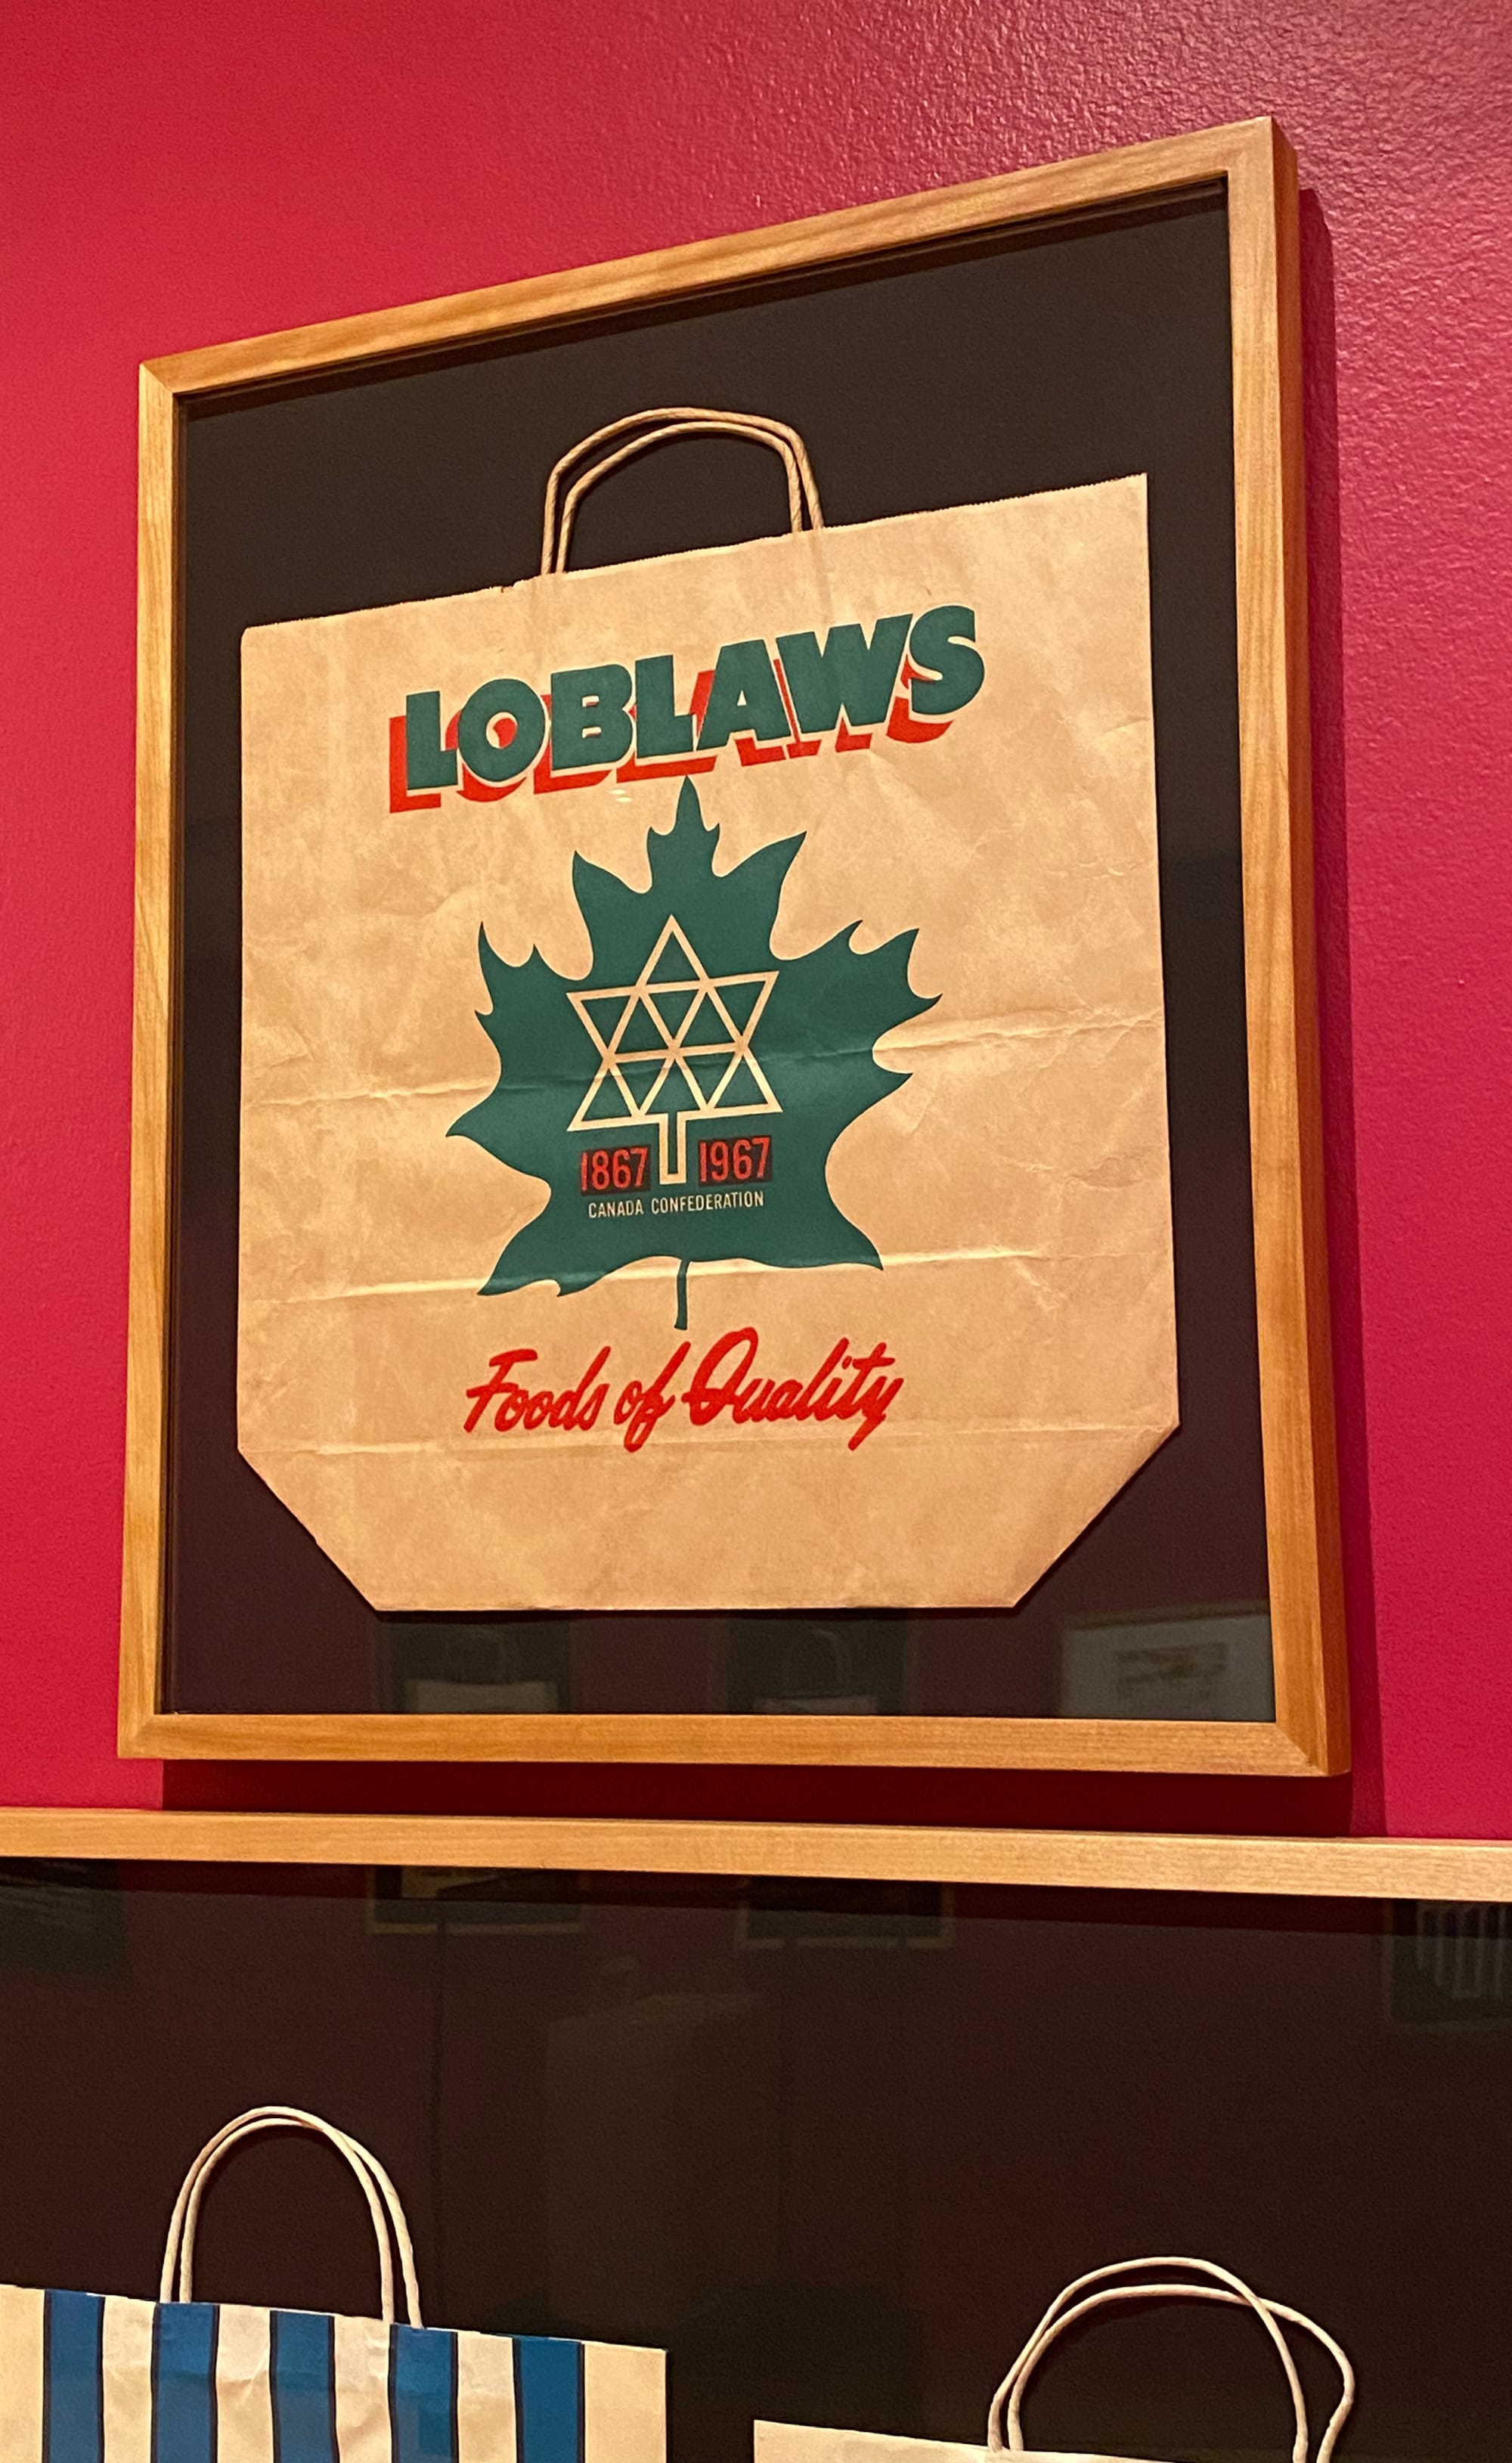 LOBLAWS
1867 1967
CANADA CONFEDERATION
Foods of Quality